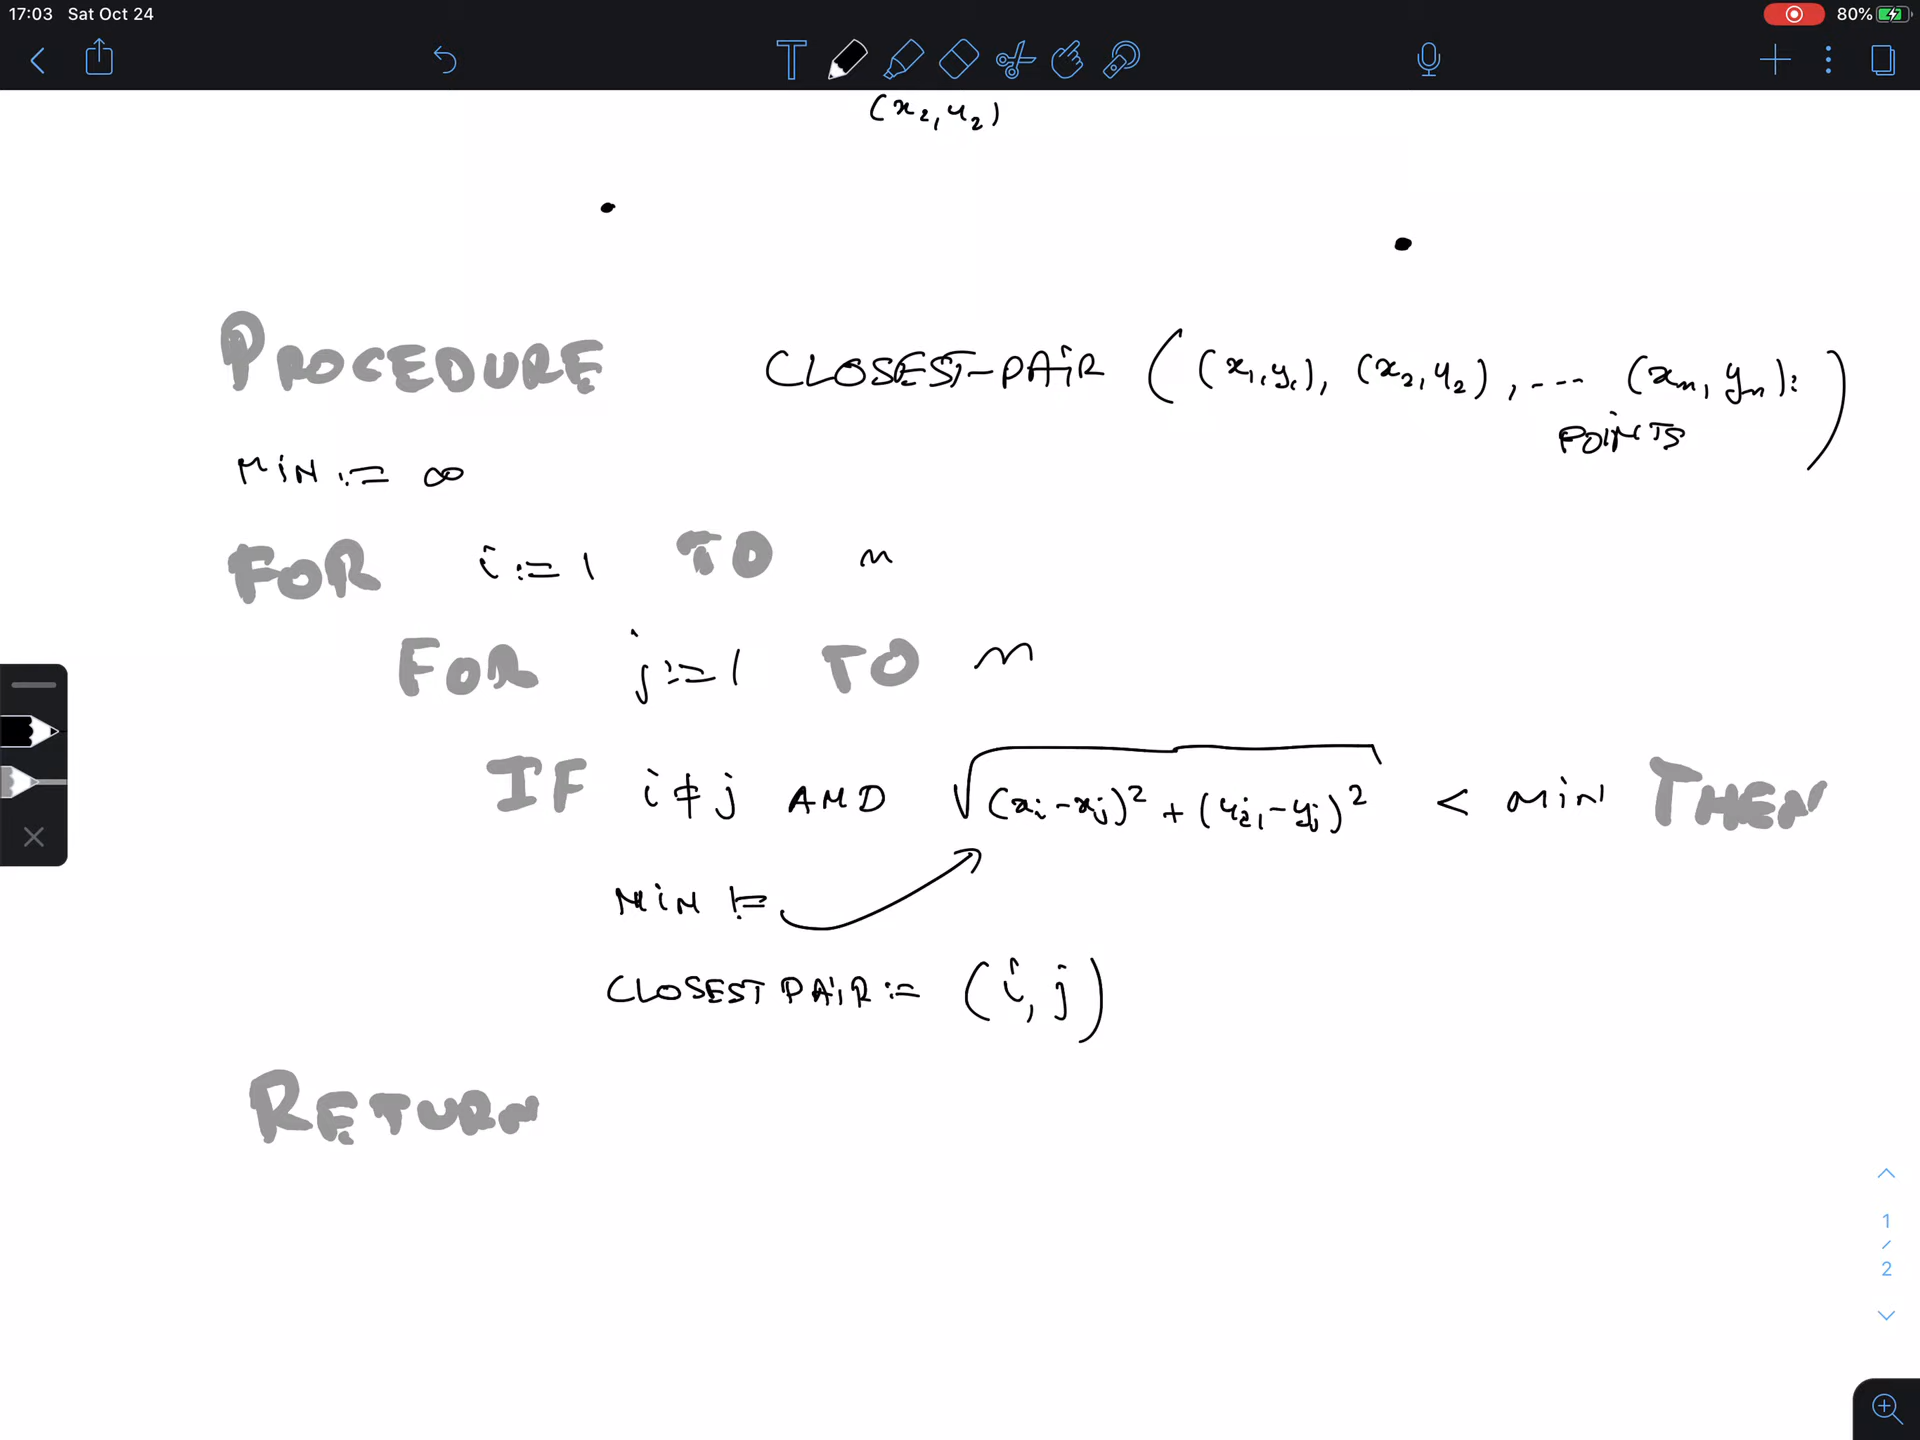 17:03 Sat Oct 24 80%
T
(x₂, y₂)
PROCEDURE CLOSEST-PAIR ((x₁, y₁), (x₂, y₂), ... (xₙ, yₙ):
POINTS)
MIN := ∞
FOR i := 1 TO n
FOR j := 1 TO n
IF i ≠ j AND √(xᵢ-xⱼ)² + (yᵢ-yⱼ)² < MIN THEN
MIN :=
CLOSEST PAIR := (i, j)
RETURN
1
/
2